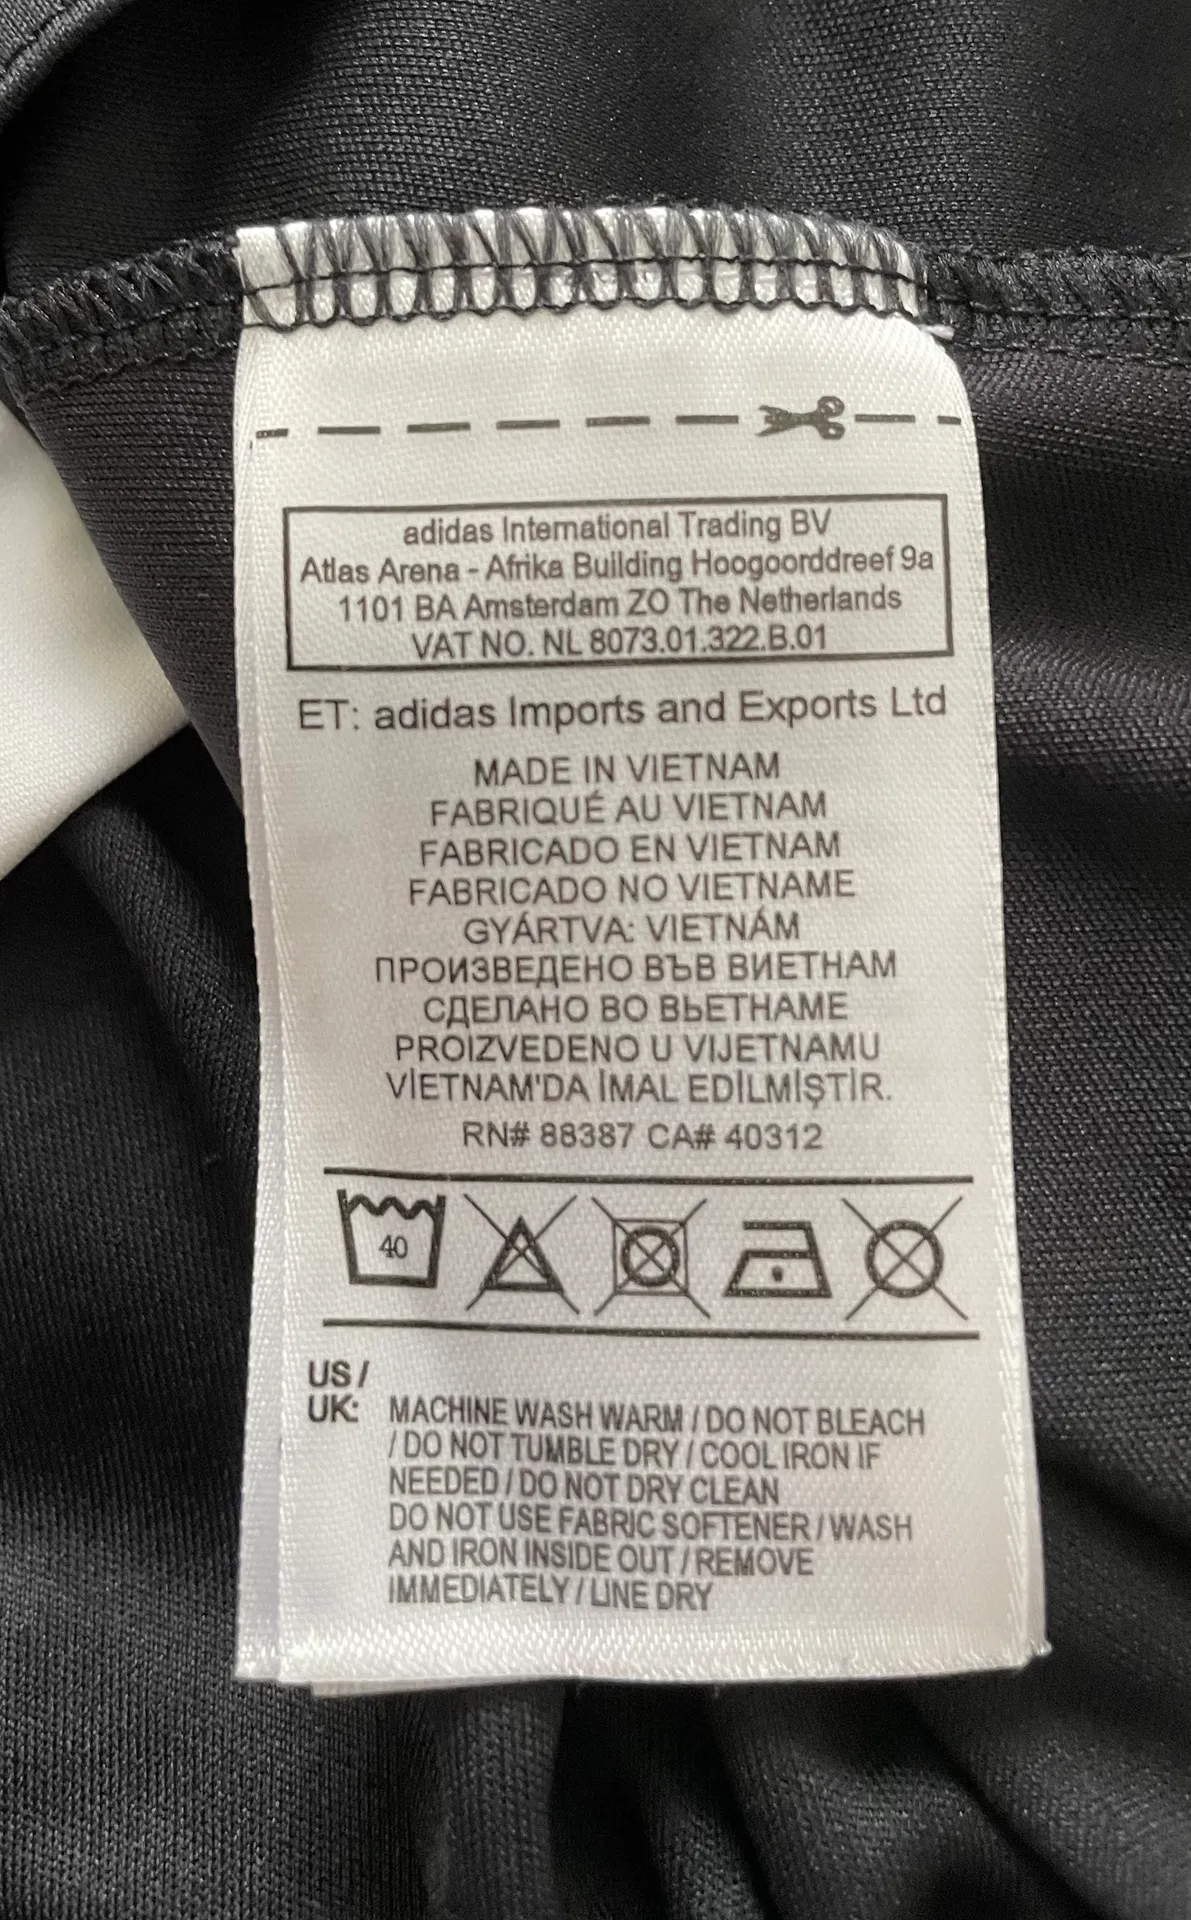 adidas International Trading BV
Atlas Arena - Afrika Building Hoogoorddreef 9a
1101 BA Amsterdam ZO The Netherlands
VAT NO. NL 8073.01.322.B.01
ET: adidas Imports and Exports Ltd
MADE IN VIETNAM
FABRIQUÉ AU VIETNAM
FABRICADO EN VIETNAM
FABRICADO NO VIETNAME
GYÁRTVA: VIETNÁM
ПРОИЗВЕДЕНО ВЪВ ВИЕТНАМ
СДЕЛАНО ВО ВЬЕТНАМЕ
PROIZVEDENO U VIJETNAMU
VİETNAM'DA İMAL EDİLMİŞTİR.
RN# 88387 CA# 40312
40
US /
UK: MACHINE WASH WARM / DO NOT BLEACH
/ DO NOT TUMBLE DRY / COOL IRON IF
NEEDED / DO NOT DRY CLEAN
DO NOT USE FABRIC SOFTENER / WASH
AND IRON INSIDE OUT / REMOVE
IMMEDIATELY / LINE DRY